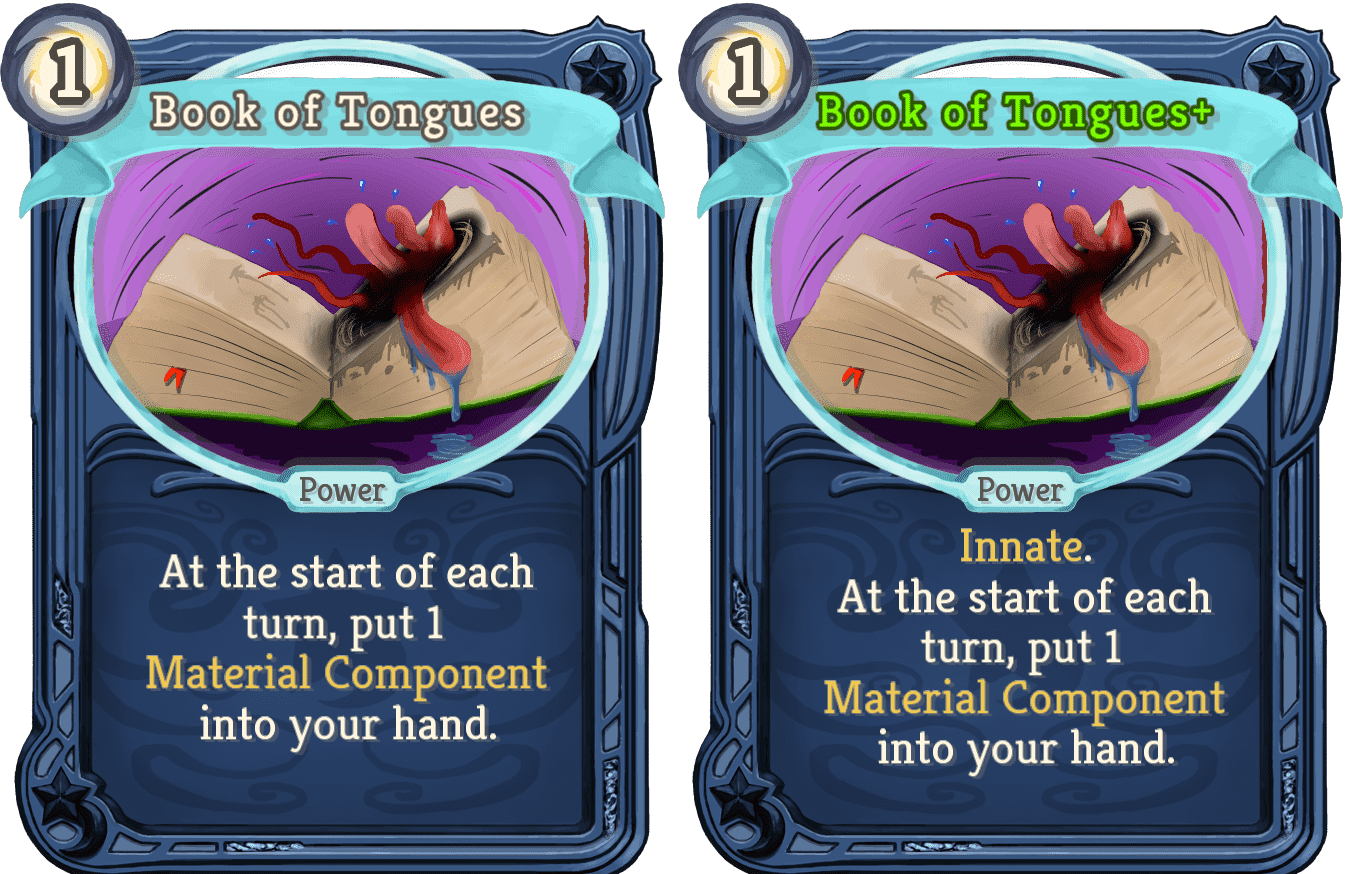 1
Book of Tongues
Power
At the start of each
turn, put 1
Material Component
into your hand.
1
Book of Tongues+
Power
Innate.
At the start of each
turn, put 1
Material Component
into your hand.